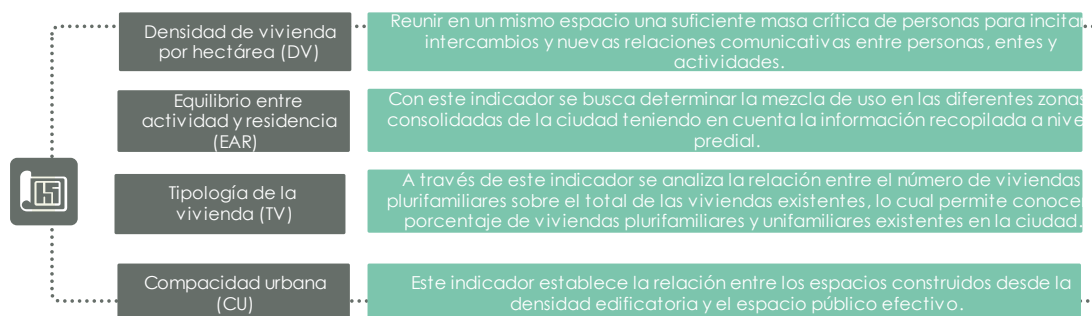 Densidad de vivienda
por hectárea (DV)
Reunir en un mismo espacio una suficiente masa crítica de personas para incitar
intercambios y nuevas relaciones comunicativas entre personas, entes y
actividades.
Equilibrio entre
actividad y residencia
(EAR)
Con este indicador se busca determinar la mezcla de uso en las diferentes zonas
consolidadas de la ciudad teniendo en cuenta la información recopilada a nive
predial.
Tipología de la
vivienda (TV)
A través de este indicador se analiza la relación entre el número de viviendas
plurifamiliares sobre el total de las viviendas existentes, lo cual permite conoce
porcentaje de viviendas plurifamiliares y unifamiliares existentes en la ciudad.
Compacidad urbana
(CU)
Este indicador establece la relación entre los espacios construidos desde la
densidad edificatoria y el espacio público efectivo.